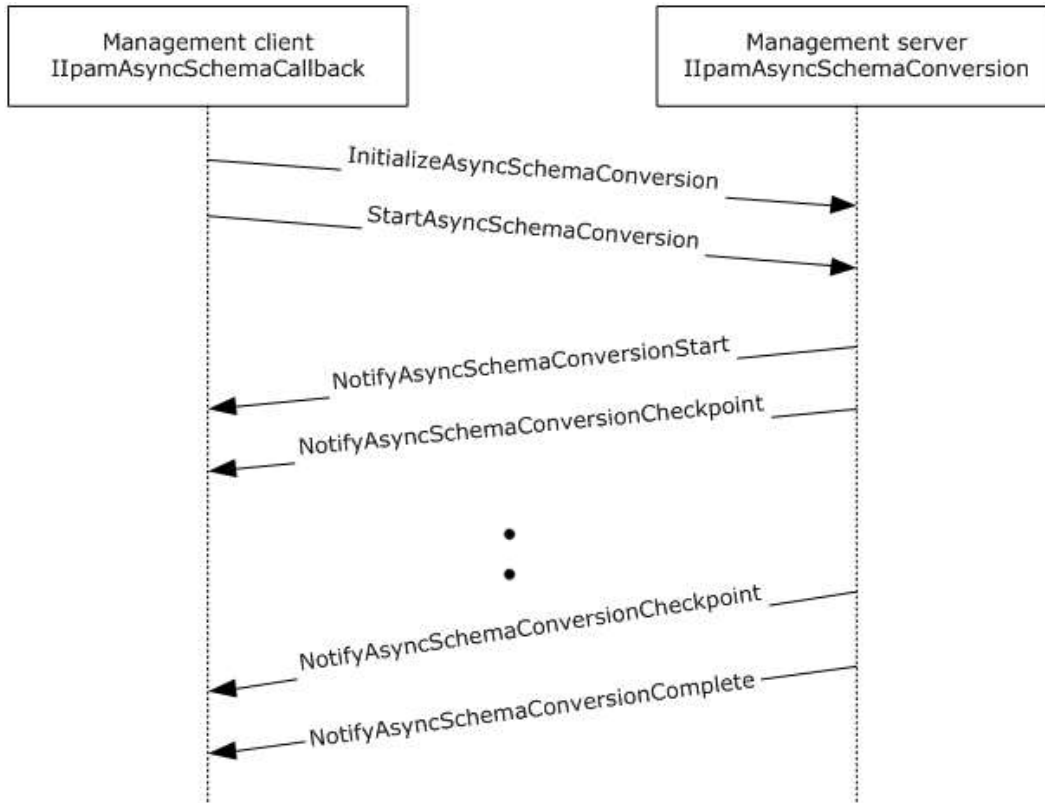 Management client
IIpamAsyncSchemaCallback
Management server
IIpamAsyncSchemaConversion
InitializeAsyncSchemaConversion
StartAsyncSchemaConversion
NotifyAsyncSchemaConversionStart
NotifyAsyncSchemaConversionCheckpoint
NotifyAsyncSchemaConversionCheckpoint
NotifyAsyncSchemaConversionComplete